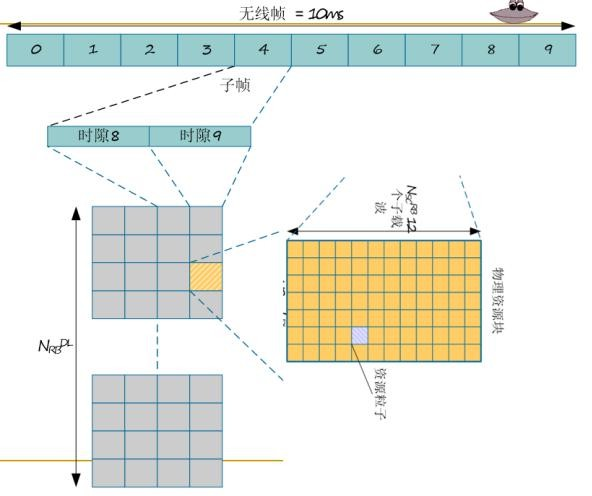 无线帧 = 10ms
0 1 2 3 4 5 6 7 8 9
子帧
时隙8 时隙9
N_SC^RB 12
个子载
波
物理资源块
N_RB^DL
资源粒子